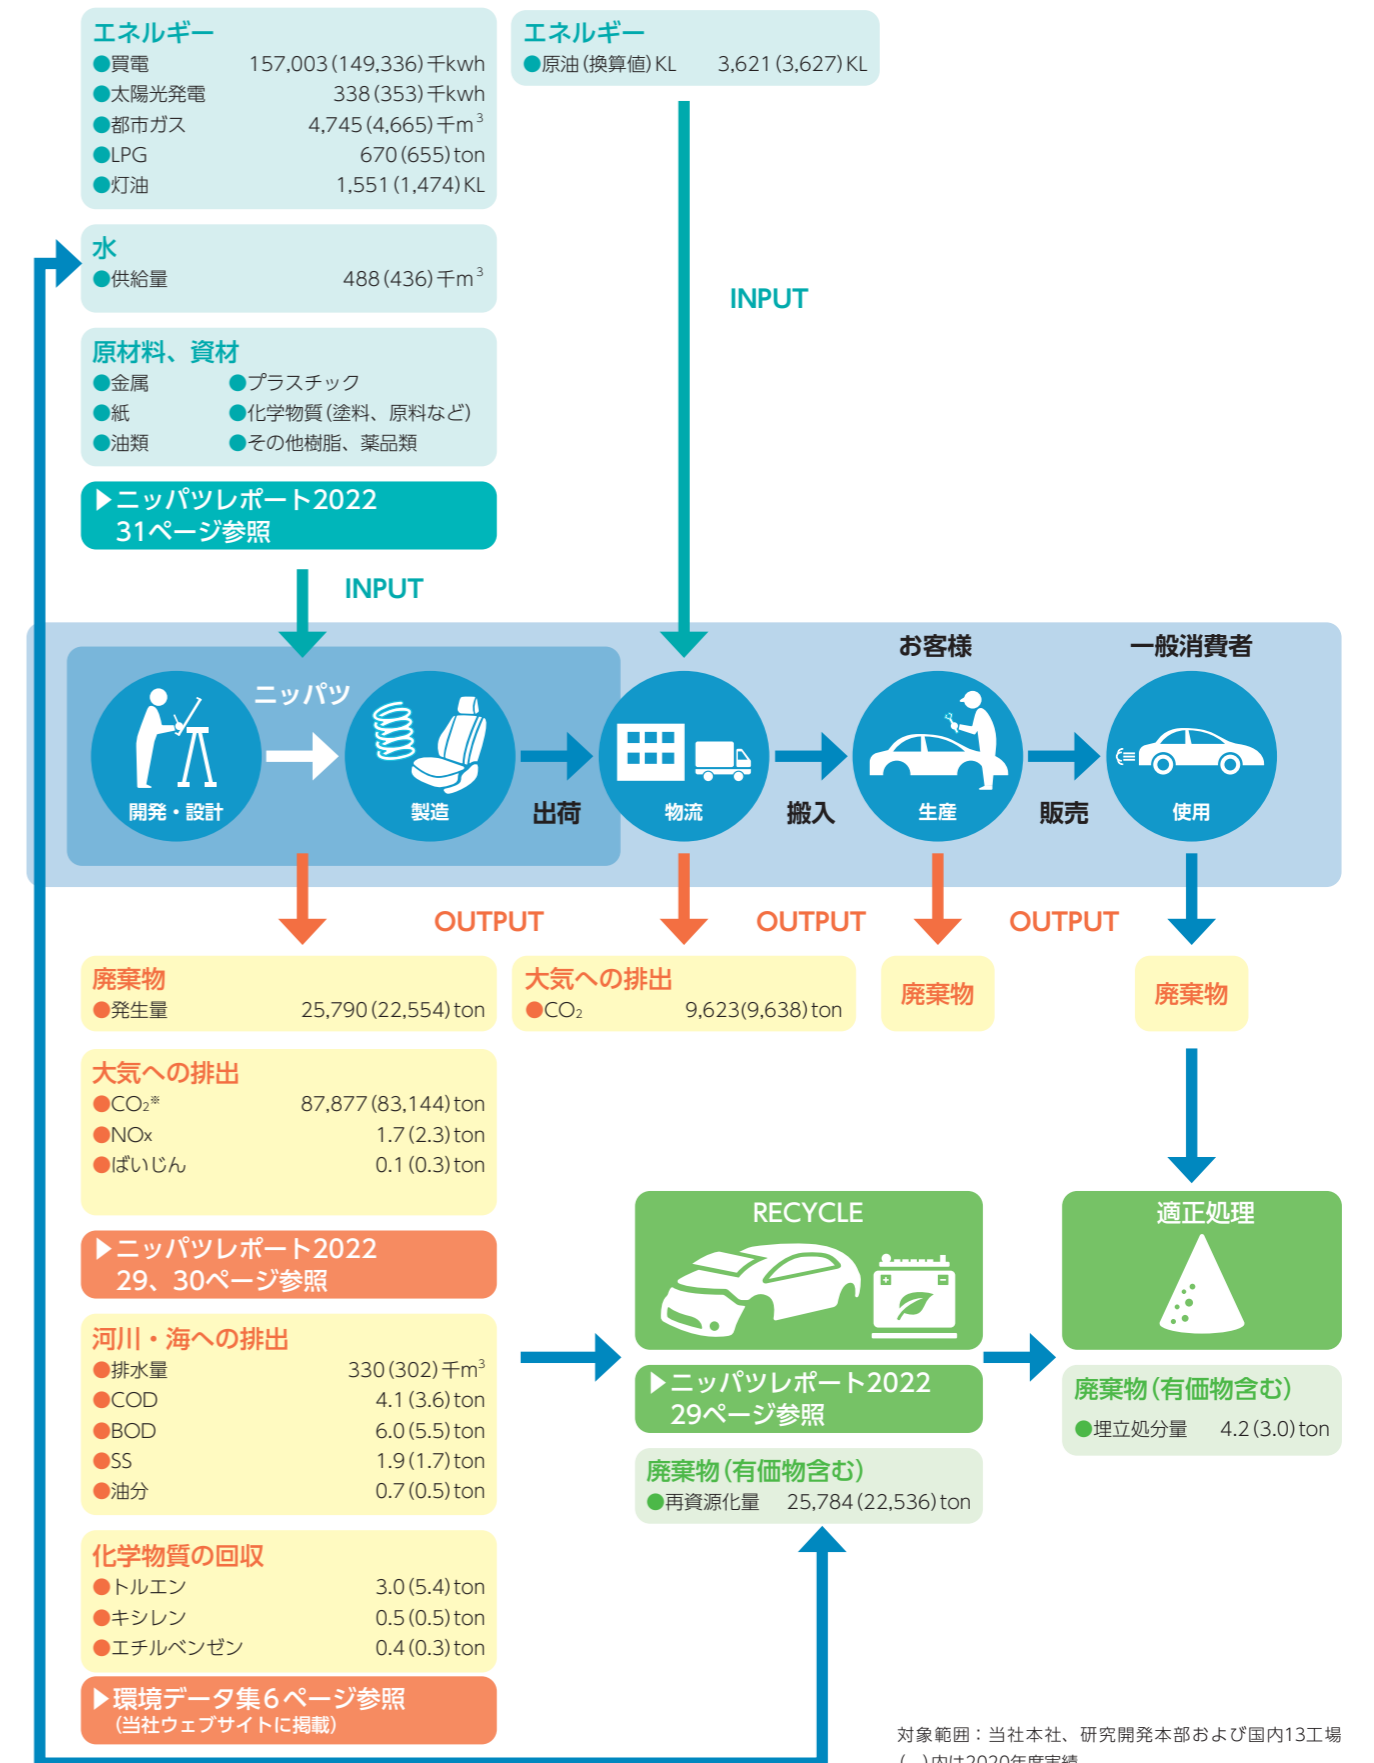 エネルギー
●買電 157,003(149,336)千kwh
●太陽光発電 338(353)千kwh
●都市ガス 4,745(4,665)千m³
●LPG 670(655)ton
●灯油 1,551(1,474)KL
エネルギー
●原油(換算値)KL 3,621(3,627)KL
水
●供給量 488(436)千m³
INPUT
原材料、資材
●金属 ●プラスチック
●紙 ●化学物質(塗料、原料など)
●油類 ●その他樹脂、薬品類
▶ニッパツレポート2022
31ページ参照
INPUT
お客様
一般消費者
ニッパツ
開発・設計
製造
出荷
物流
搬入
生産
販売
使用
OUTPUT
OUTPUT
OUTPUT
廃棄物
●発生量 25,790(22,554)ton
大気への排出
●CO₂ 9,623(9,638)ton
廃棄物
廃棄物
大気への排出
●CO₂※ 87,877(83,144)ton
●NOx 1.7(2.3)ton
●ばいじん 0.1(0.3)ton
▶ニッパツレポート2022
29、30ページ参照
河川・海への排出
●排水量 330(302)千m³
●COD 4.1(3.6)ton
●BOD 6.0(5.5)ton
●SS 1.9(1.7)ton
●油分 0.7(0.5)ton
化学物質の回収
●トルエン 3.0(5.4)ton
●キシレン 0.5(0.5)ton
●エチルベンゼン 0.4(0.3)ton
▶環境データ集6ページ参照
(当社ウェブサイトに掲載)
RECYCLE
▶ニッパツレポート2022
29ページ参照
廃棄物(有価物含む)
●再資源化量 25,784(22,536)ton
適正処理
廃棄物(有価物含む)
●埋立処分量 4.2(3.0)ton
対象範囲：当社本社、研究開発本部および国内13工場
( )内は2020年度実績